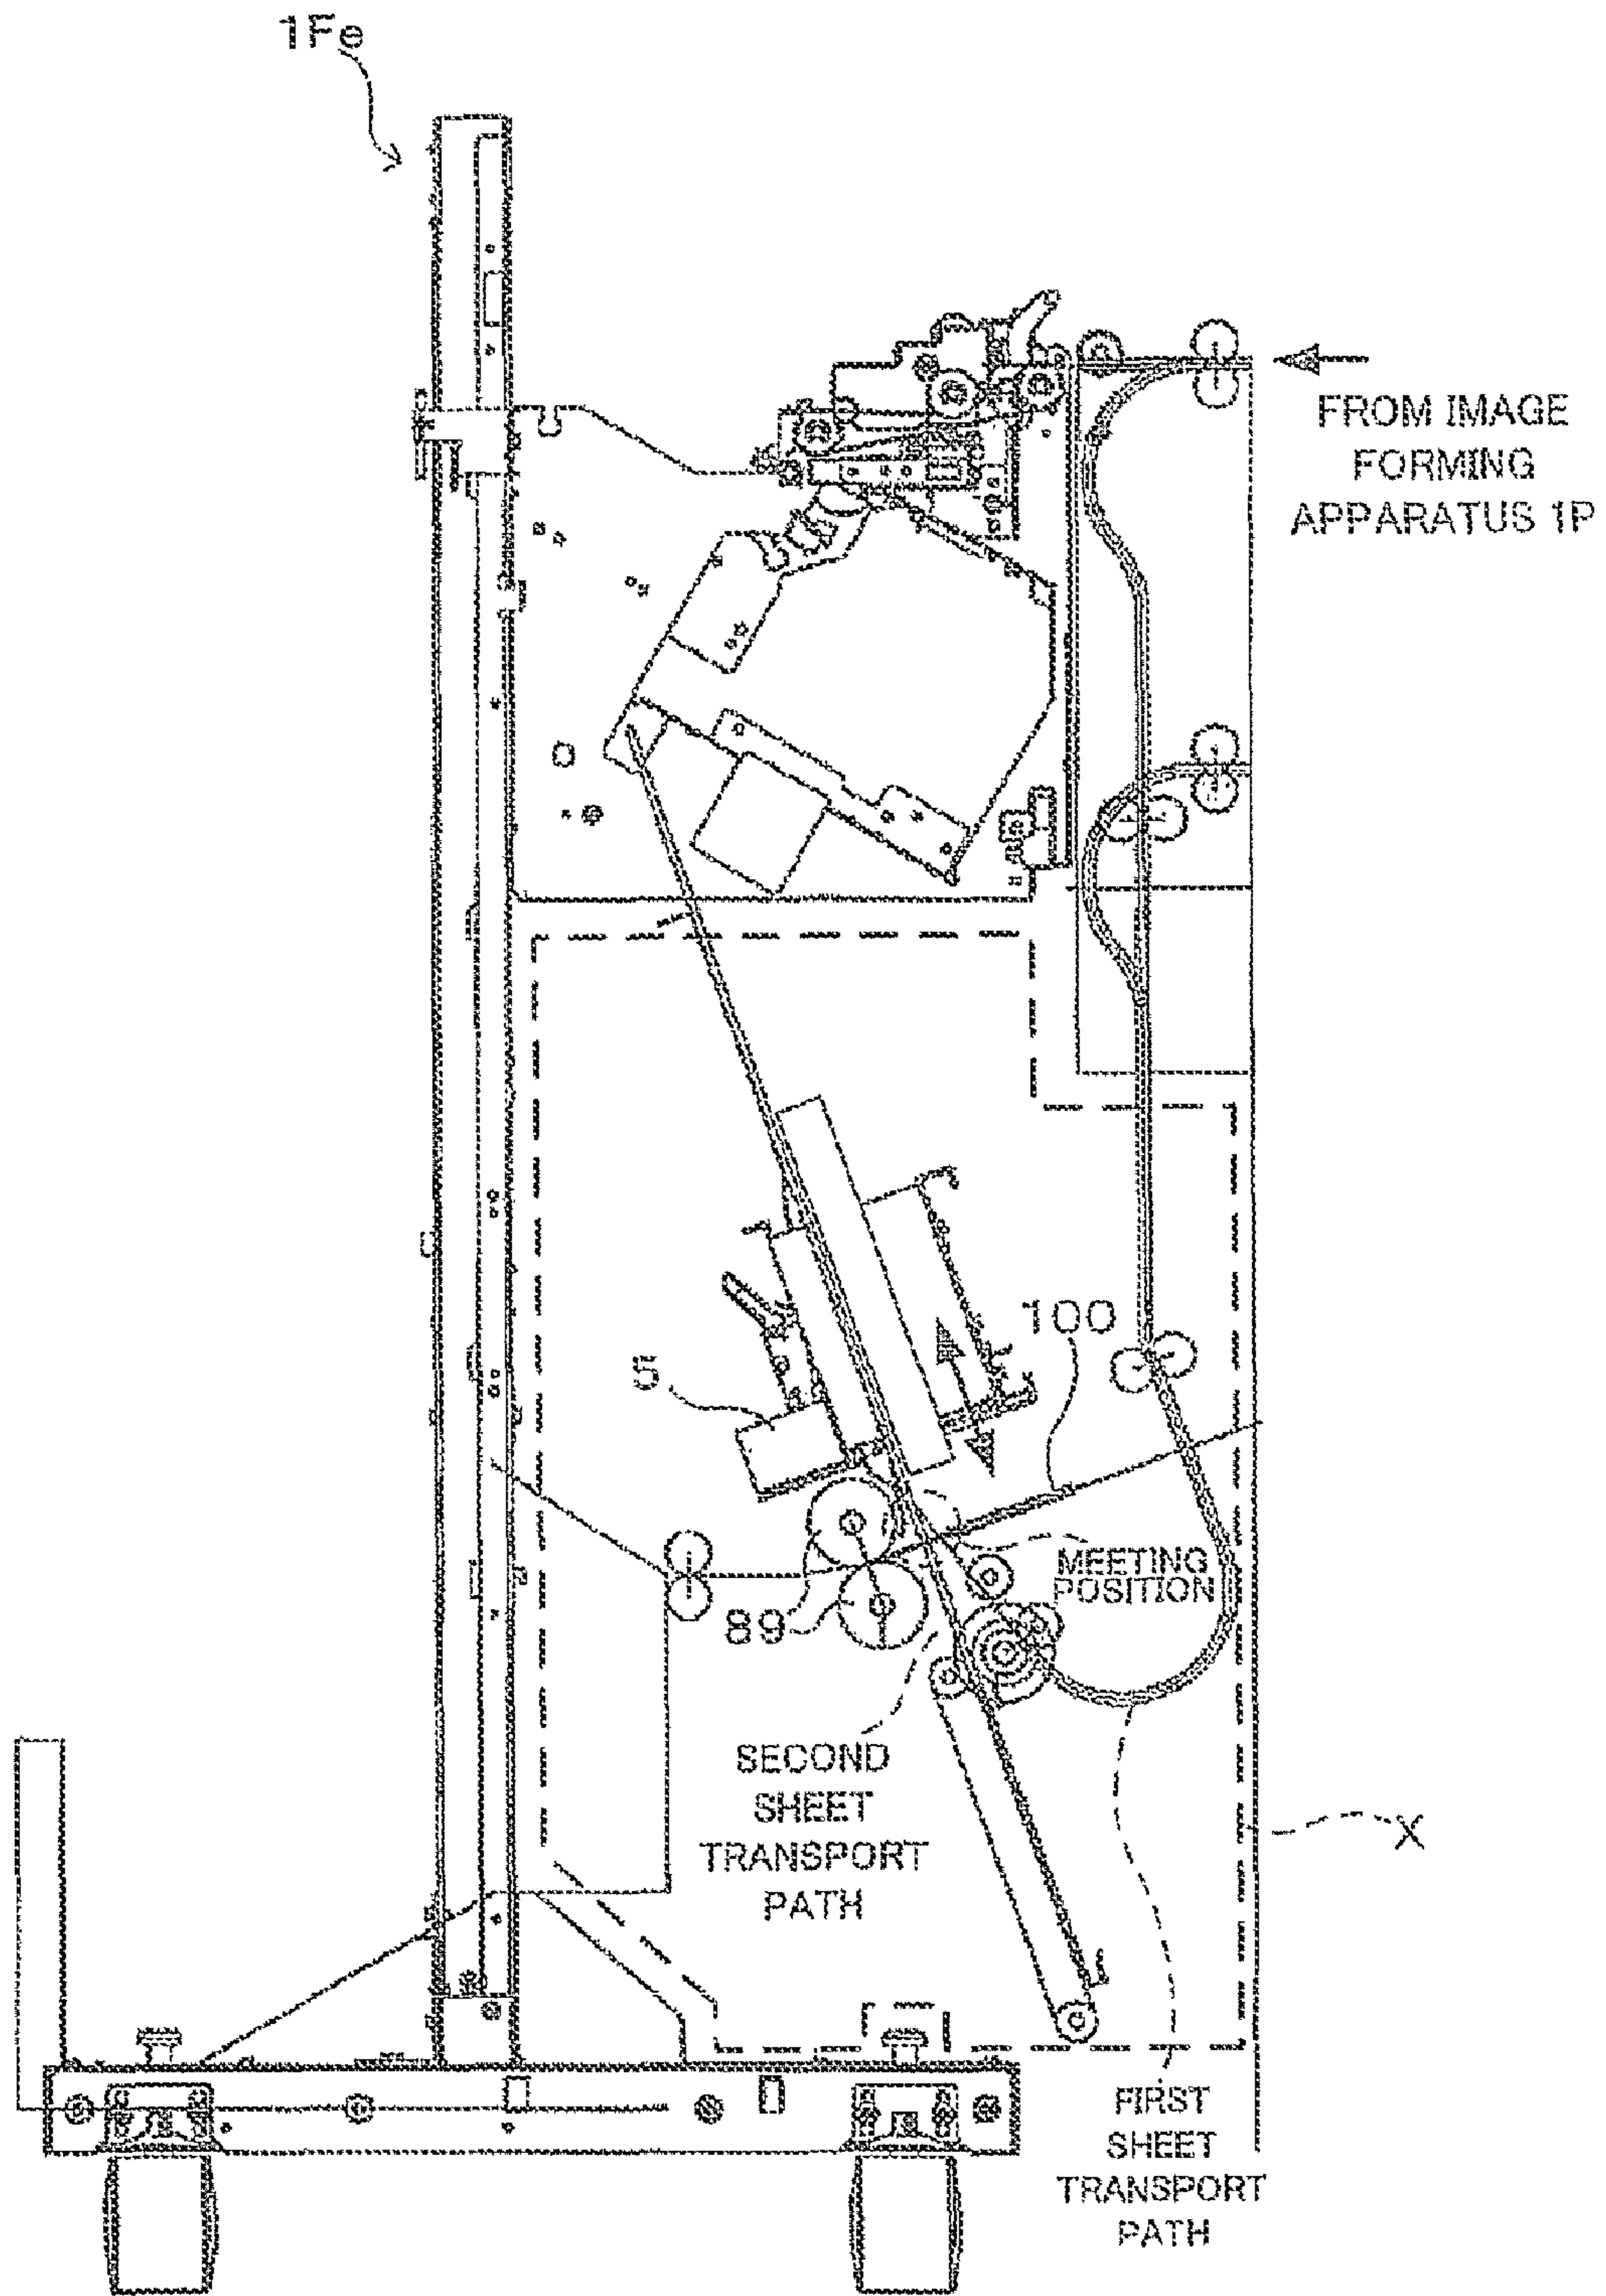 1Fe
FROM IMAGE
FORMING
APPARATUS 1P
100
5
MEETING
POSITION
89
SECOND
SHEET
TRANSPORT
PATH
X
FIRST
SHEET
TRANSPORT
PATH